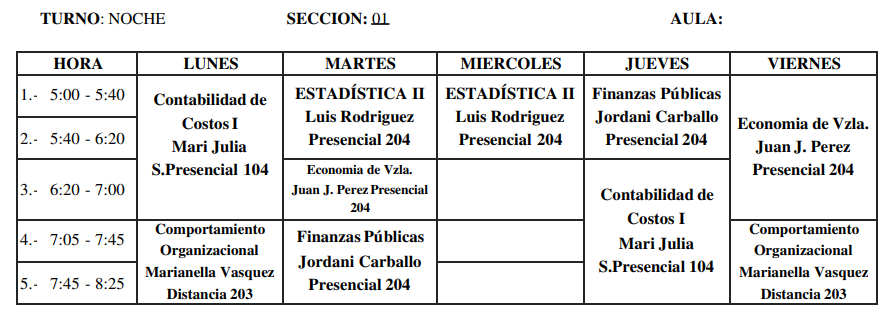 TURNO: NOCHE SECCION: 01 AULA:
HORA LUNES MARTES MIERCOLES JUEVES VIERNES
1.- 5:00 - 5:40
2.- 5:40 - 6:20
3.- 6:20 - 7:00
4.- 7:05 - 7:45
5.- 7:45 - 8:25
Contabilidad de
Costos I
Mari Julia
S.Presencial 104
Comportamiento
Organizacional
Marianella Vasquez
Distancia 203
ESTADÍSTICA II
Luis Rodriguez
Presencial 204
Economia de Vzla.
Juan J. Perez Presencial
204
Finanzas Públicas
Jordani Carballo
Presencial 204
ESTADÍSTICA II
Luis Rodriguez
Presencial 204
Finanzas Públicas
Jordani Carballo
Presencial 204
Contabilidad de
Costos I
Mari Julia
S.Presencial 104
Economia de Vzla.
Juan J. Perez
Presencial 204
Comportamiento
Organizacional
Marianella Vasquez
Distancia 203